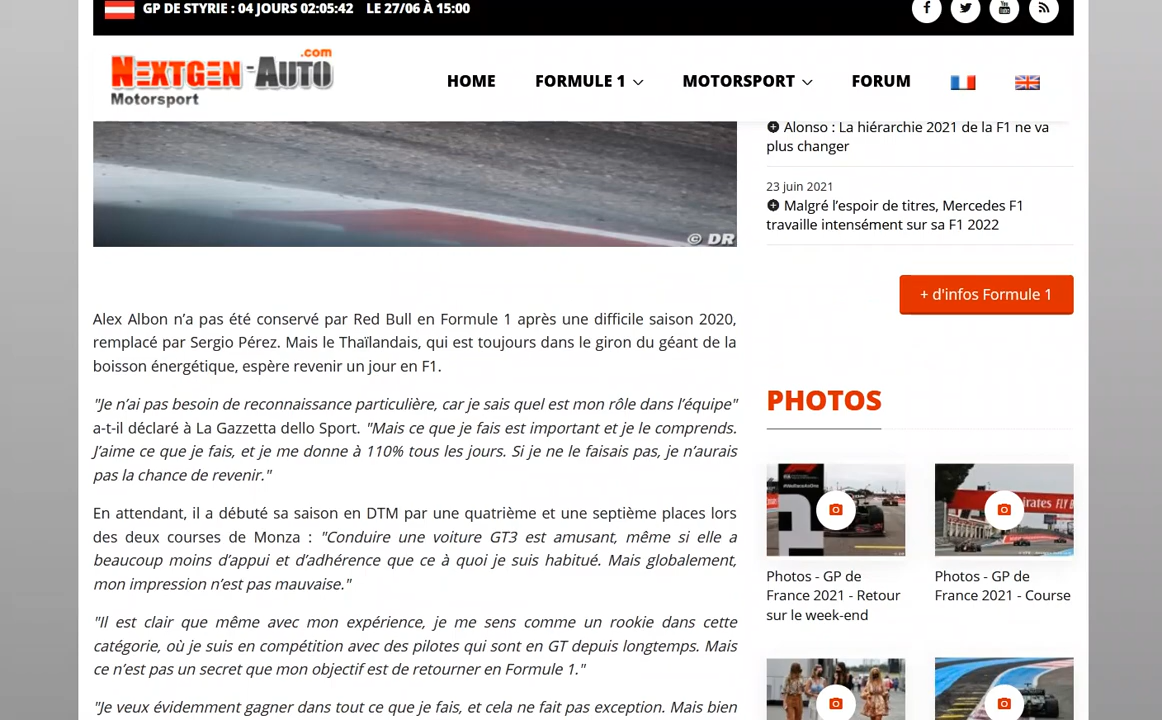 GP DE STYRIE : 04 JOURS 02:05:42 LE 27/06 À 15:00
NEXTGEN-AUTO
.com
Motorsport
HOME FORMULE 1 MOTORSPORT FORUM
© DR
Alex Albon n’a pas été conservé par Red Bull en Formule 1 après une difficile saison 2020,
remplacé par Sergio Pérez. Mais le Thaïlandais, qui est toujours dans le giron du géant de la
boisson énergétique, espère revenir un jour en F1.
"Je n’ai pas besoin de reconnaissance particulière, car je sais quel est mon rôle dans l’équipe"
a-t-il déclaré à La Gazzetta dello Sport. "Mais ce que je fais est important et je le comprends.
J’aime ce que je fais, et je me donne à 110% tous les jours. Si je ne le faisais pas, je n’aurais
pas la chance de revenir."
En attendant, il a débuté sa saison en DTM par une quatrième et une septième places lors
des deux courses de Monza : "Conduire une voiture GT3 est amusant, même si elle a
beaucoup moins d’appui et d’adhérence que ce à quoi je suis habitué. Mais globalement,
mon impression n’est pas mauvaise."
"Il est clair que même avec mon expérience, je me sens comme un rookie dans cette
catégorie, où je suis en compétition avec des pilotes qui sont en GT depuis longtemps. Mais
ce n’est pas un secret que mon objectif est de retourner en Formule 1."
"Je veux évidemment gagner dans tout ce que je fais, et cela ne fait pas exception. Mais bien
Alonso : La hiérarchie 2021 de la F1 ne va
plus changer
23 juin 2021
Malgré l’espoir de titres, Mercedes F1
travaille intensément sur sa F1 2022
+ d'infos Formule 1
PHOTOS
Photos - GP de
France 2021 - Retour
sur le week-end
Photos - GP de
France 2021 - Course